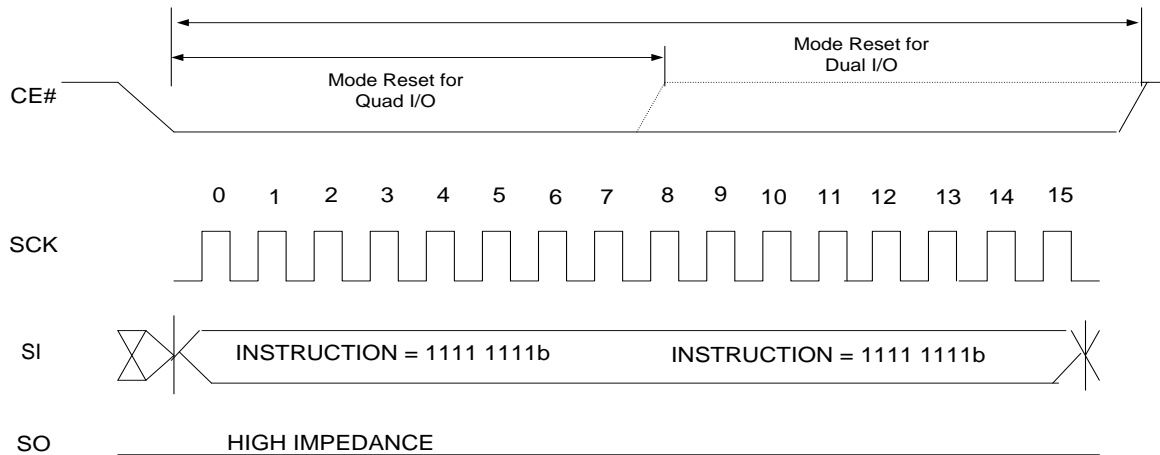 Mode Reset for
Dual I/O
Mode Reset for
Quad I/O
CE#
0 1 2 3 4 5 6 7 8 9 10 11 12 13 14 15
SCK
SI
INSTRUCTION = 1111 1111b INSTRUCTION = 1111 1111b
SO
HIGH IMPEDANCE